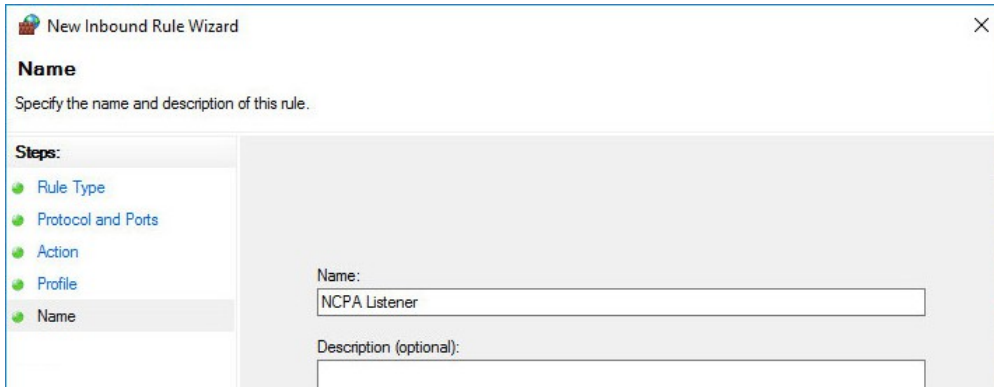 New Inbound Rule Wizard
Name
Specify the name and description of this rule.
Steps:
Rule Type
Protocol and Ports
Action
Profile
Name
Name:
NCPA Listener
Description (optional):